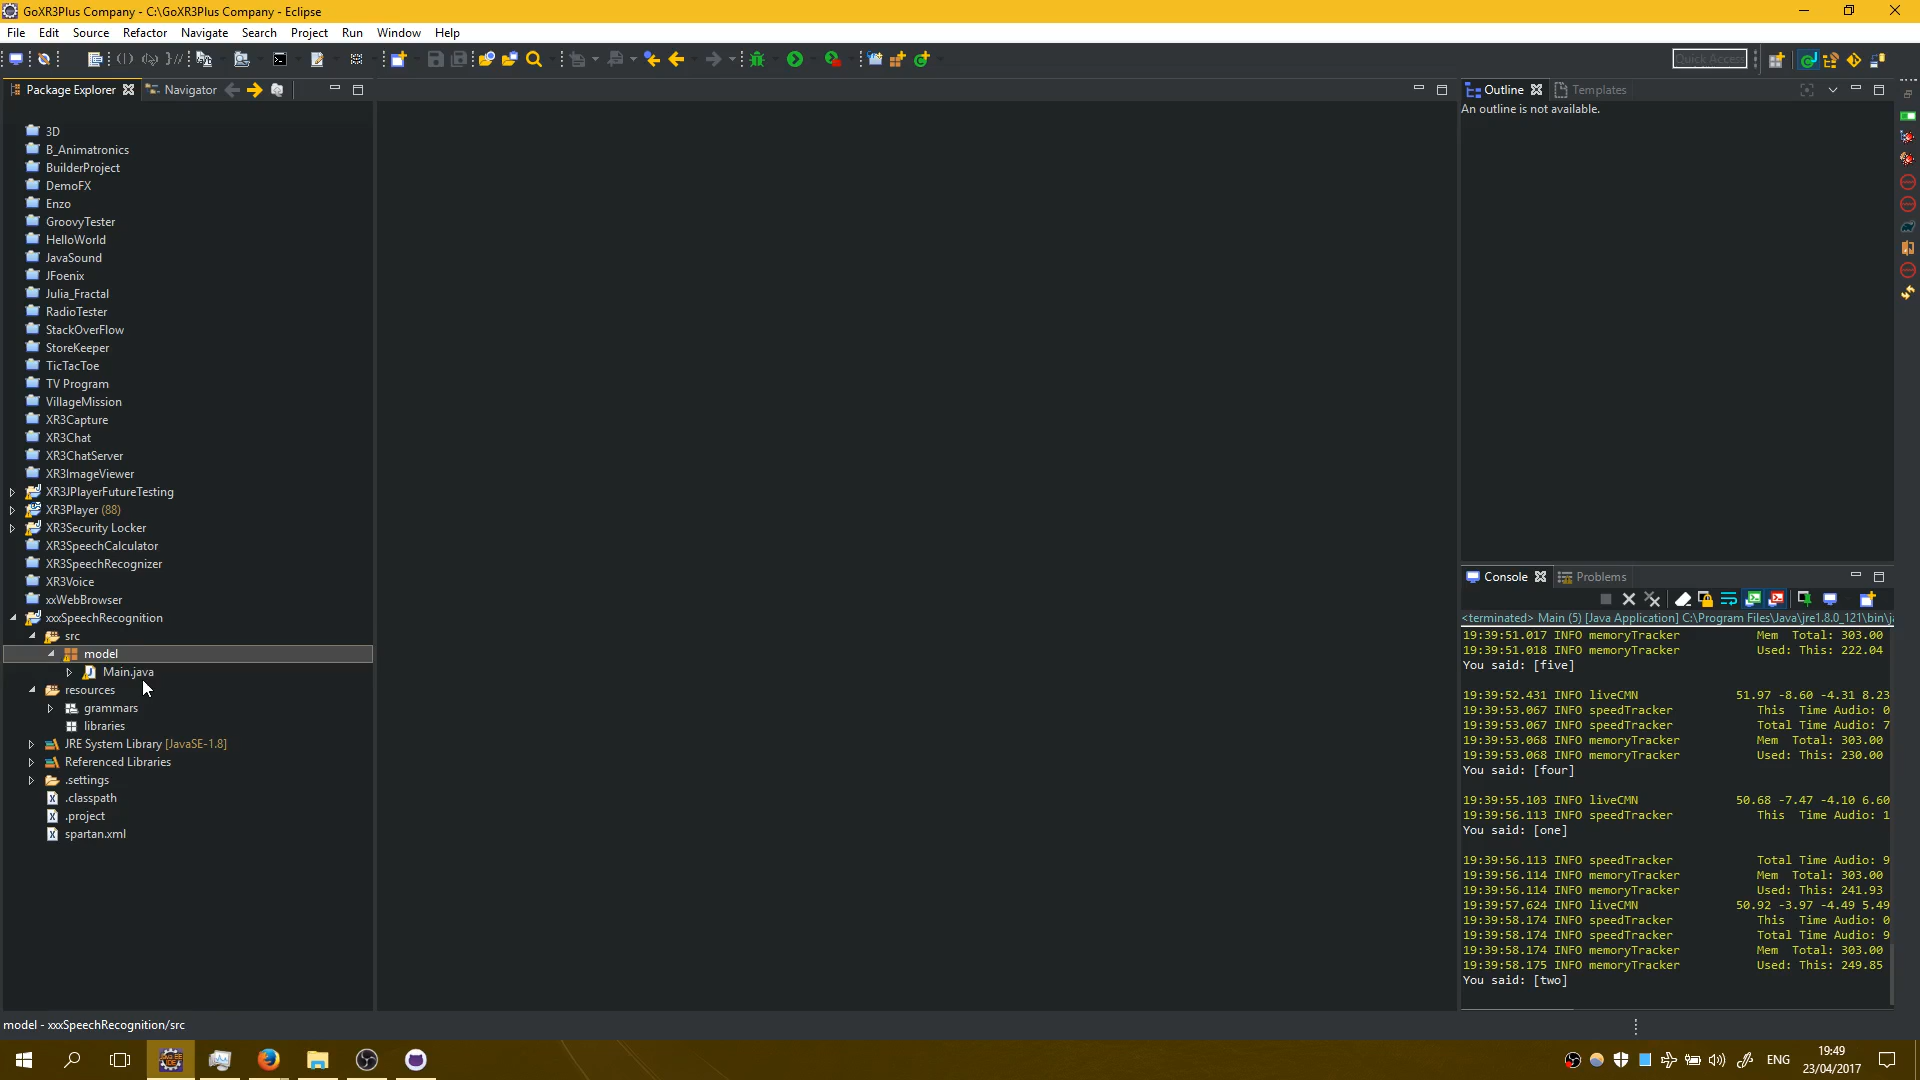 GoXR3Plus Company - C:\GoXR3Plus Company - Eclipse
File Edit Source Refactor Navigate Search Project Run Window Help
Quick Access
Package Explorer Navigator
3D
B_Animatronics
BuilderProject
DemoFX
Enzo
GroovyTester
HelloWorld
JavaSound
JFoenix
Julia_Fractal
RadioTester
StackOverFlow
StoreKeeper
TicTacToe
TV Program
VillageMission
XR3Capture
XR3Chat
XR3ChatServer
XR3ImageViewer
XR3JPlayerFutureTesting
XR3Player (88)
XR3Security Locker
XR3SpeechCalculator
XR3SpeechRecognizer
XR3Voice
xxWebBrowser
xxxSpeechRecognition
src
model
Main.java
resources
grammars
libraries
JRE System Library [JavaSE-1.8]
Referenced Libraries
.settings
.classpath
.project
spartan.xml
Outline Templates
An outline is not available.
Console Problems
<terminated> Main (5) [Java Application] C:\Program Files\Java\jre1.8.0_121\bin\j
19:39:51.017 INFO memoryTracker Mem Total: 303.00
19:39:51.018 INFO memoryTracker Used: This: 222.04
You said: [five]
19:39:52.431 INFO liveCMN 51.97 -8.60 -4.31 8.23
19:39:53.067 INFO speedTracker This Time Audio: 0
19:39:53.067 INFO speedTracker Total Time Audio: 7
19:39:53.068 INFO memoryTracker Mem Total: 303.00
19:39:53.068 INFO memoryTracker Used: This: 230.00
You said: [four]
19:39:55.103 INFO liveCMN 50.68 -7.47 -4.10 6.60
19:39:56.113 INFO speedTracker This Time Audio: 1
You said: [one]
19:39:56.113 INFO speedTracker Total Time Audio: 9
19:39:56.114 INFO memoryTracker Mem Total: 303.00
19:39:56.114 INFO memoryTracker Used: This: 241.93
19:39:57.624 INFO liveCMN 50.92 -3.97 -4.49 5.49
19:39:58.174 INFO speedTracker This Time Audio: 0
19:39:58.174 INFO speedTracker Total Time Audio: 9
19:39:58.174 INFO memoryTracker Mem Total: 303.00
19:39:58.175 INFO memoryTracker Used: This: 249.85
You said: [two]
model - xxxSpeechRecognition/src
ENG
19:49
23/04/2017